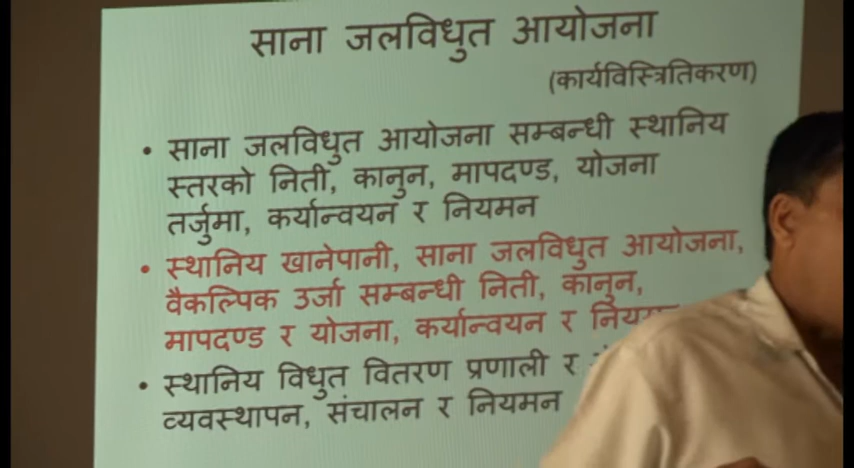 साना जलविधुत आयोजना
(कार्यविस्त्रितिकरण)
• साना जलविधुत आयोजना सम्बन्धी स्थानिय
स्तरको निती, कानुन, मापदण्ड, योजना
तर्जुमा, कर्यान्वयन र नियमन
• स्थानिय खानेपानी, साना जलविधुत आयोजना,
वैकल्पिक उर्जा सम्बन्धी निती, कानुन,
मापदण्ड र योजना, कर्यान्वयन र
• स्थानिय विधुत वितरण प्रणाली र
व्यवस्थापन, संचालन र नियमन